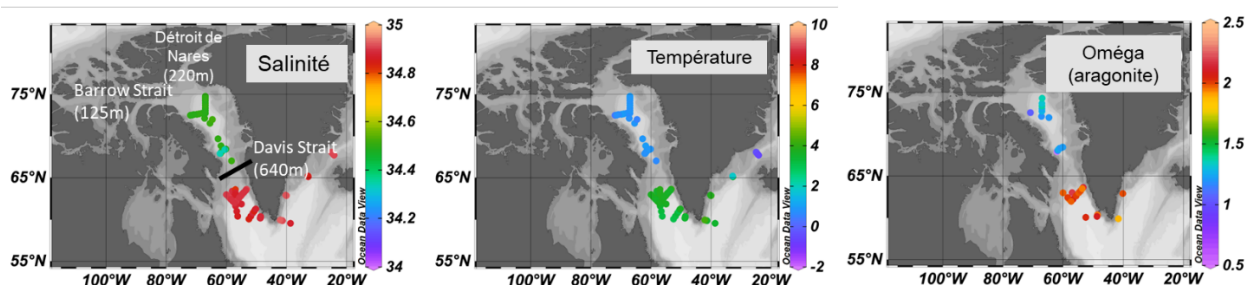 Détroit de
Nares
(220m)
Salinité
Barrow Strait
(125m)
Davis Strait
(640m)
75°N
65°N
55°N
100°W 80°W 60°W 40°W 20°W
35
34.8
34.6
34.4
34.2
34
Ocean Data View
Température
75°N
65°N
55°N
100°W 80°W 60°W 40°W 20°W
10
8
6
4
2
0
-2
Ocean Data View
Oméga
(aragonite)
75°N
65°N
55°N
100°W 80°W 60°W 40°W 20°W
2.5
2
1.5
1
0.5
Ocean Data View